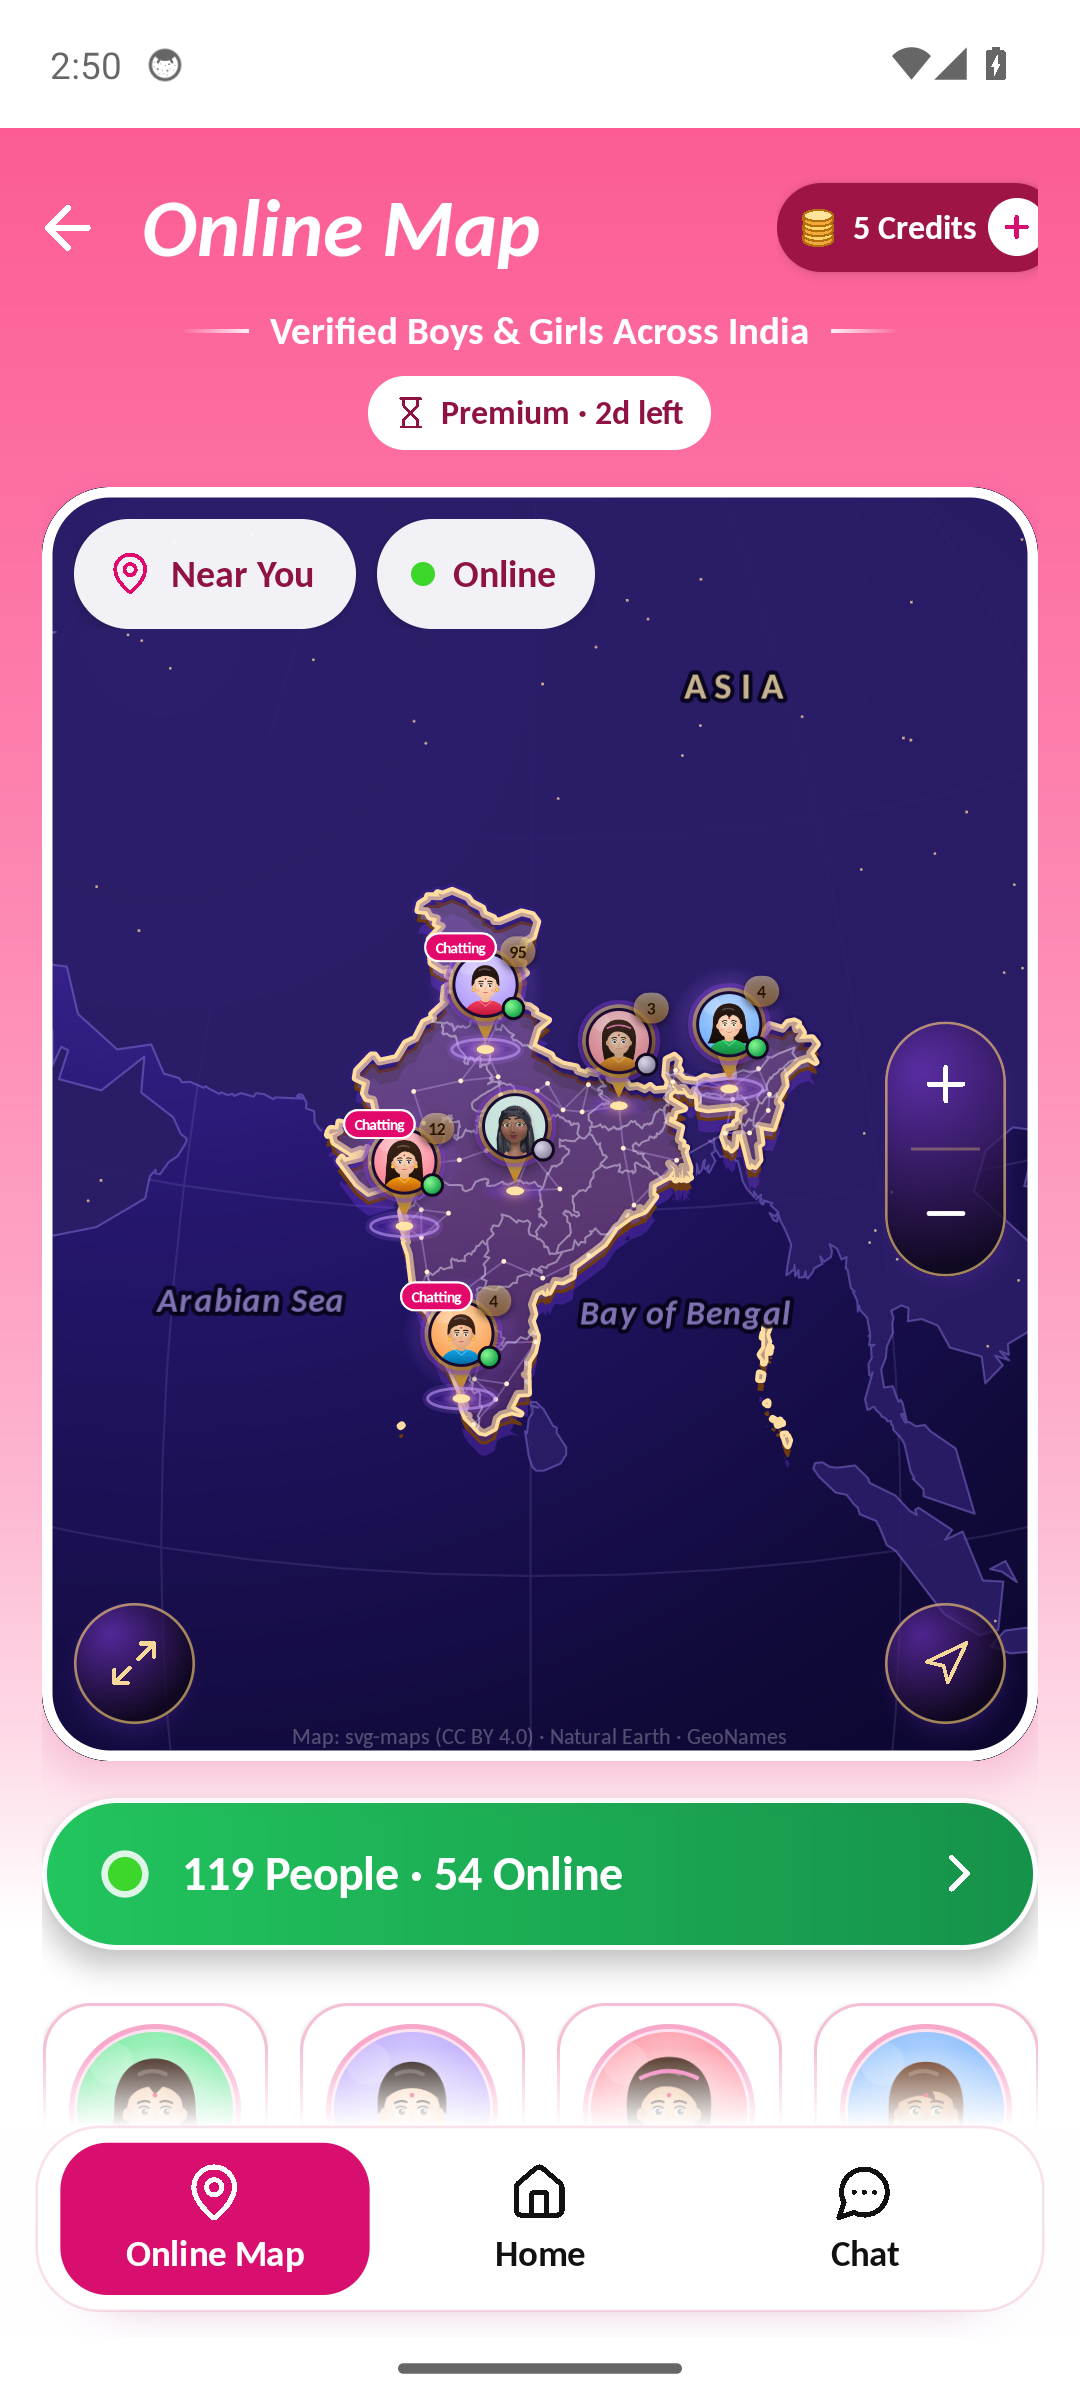 2:50
Online Map
5 Credits
Verified Boys & Girls Across India
Premium · 2d left
Near You
Online
ASIA
Chatting
95
3
4
Chatting
12
Arabian Sea
Chatting
4
Bay of Bengal
Map: svg-maps (CC BY 4.0) · Natural Earth · GeoNames
119 People · 54 Online
Online Map
Home
Chat